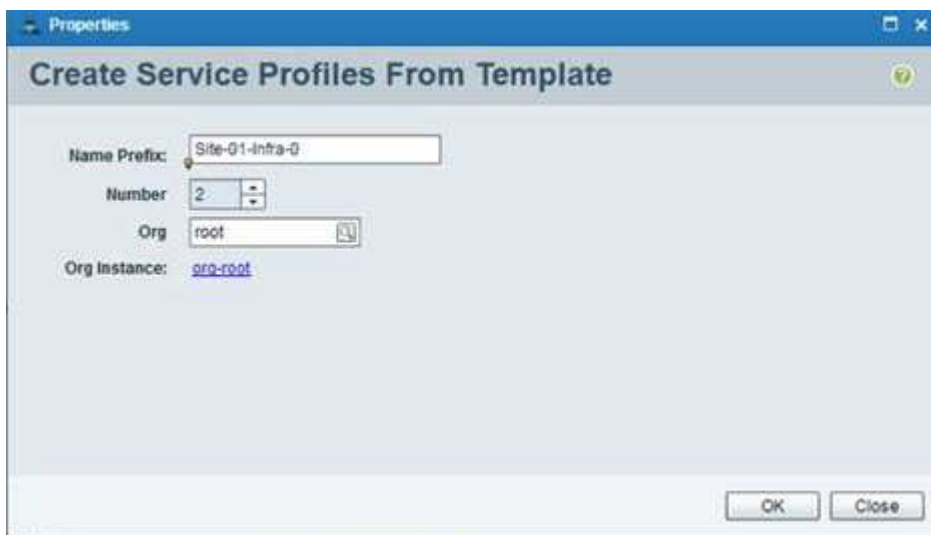 Properties
Create Service Profiles From Template
Name Prefix: Site-01-Infra-0
Number 2
Org root
Org Instance: org-root
OK Close